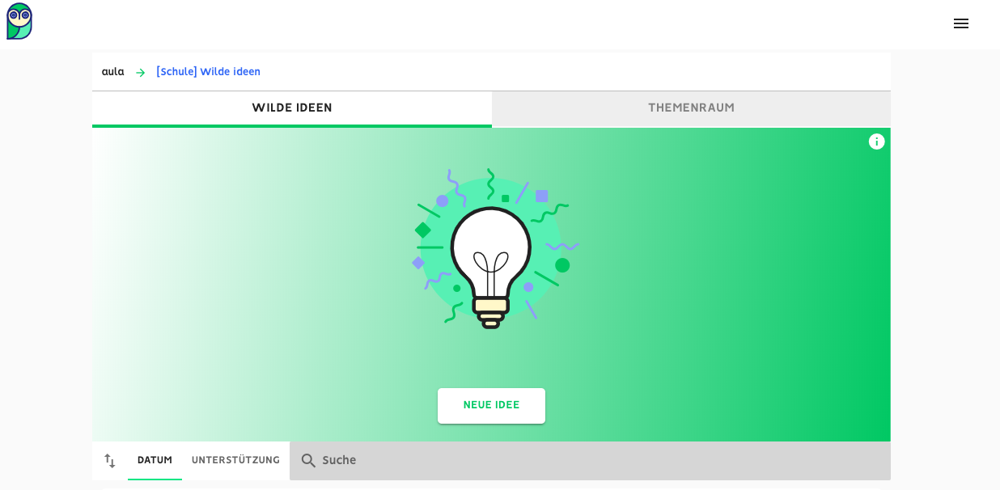 aula → [Schule] Wilde ideen
WILDE IDEEN THEMENRAUM
NEUE IDEE
DATUM UNTERSTÜTZUNG Suche